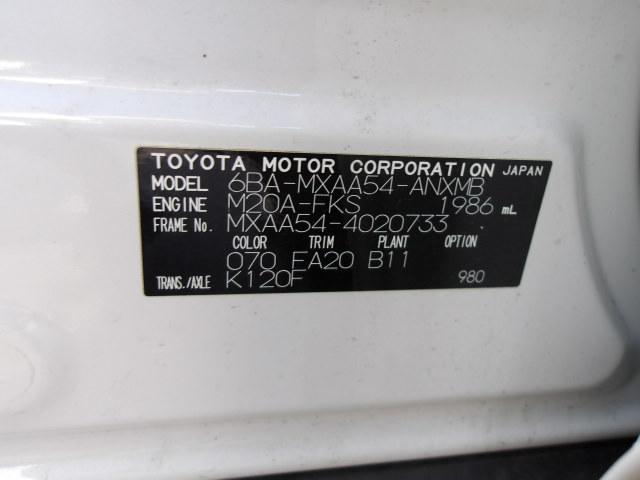 TOYOTA MOTOR CORPORATION JAPAN
MODEL 6BA-MXAA54-ANXMB
ENGINE M20A-FKS 1986 mL
FRAME No. MXAA54-4020733
COLOR TRIM PLANT OPTION
070 FA20 B11
TRANS./AXLE K120F 980